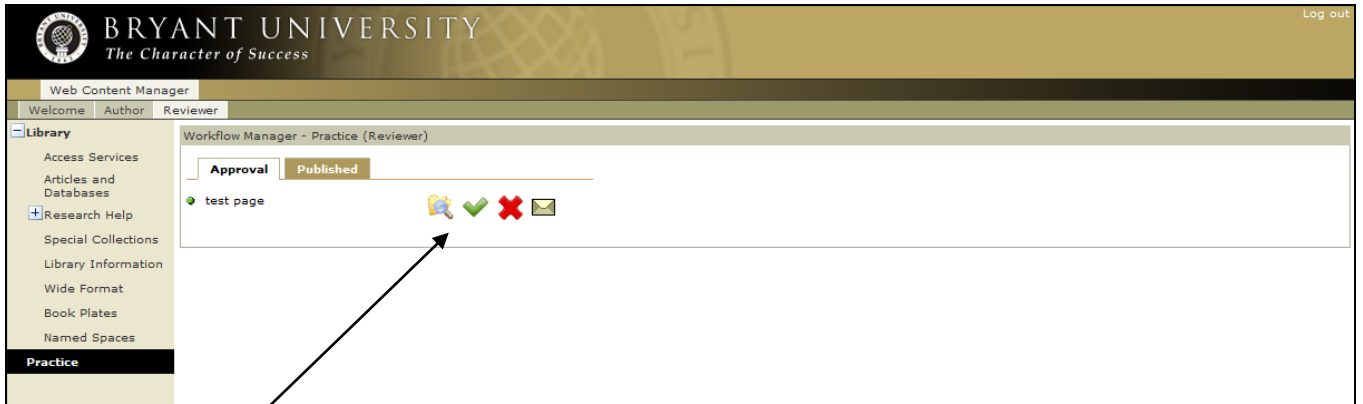 Log out
BRYANT UNIVERSITY
The Character of Success
Web Content Manager
Welcome Author Reviewer
Library
Access Services
Articles and
Databases
Research Help
Special Collections
Library Information
Wide Format
Book Plates
Named Spaces
Practice
Workflow Manager - Practice (Reviewer)
Approval Published
test page